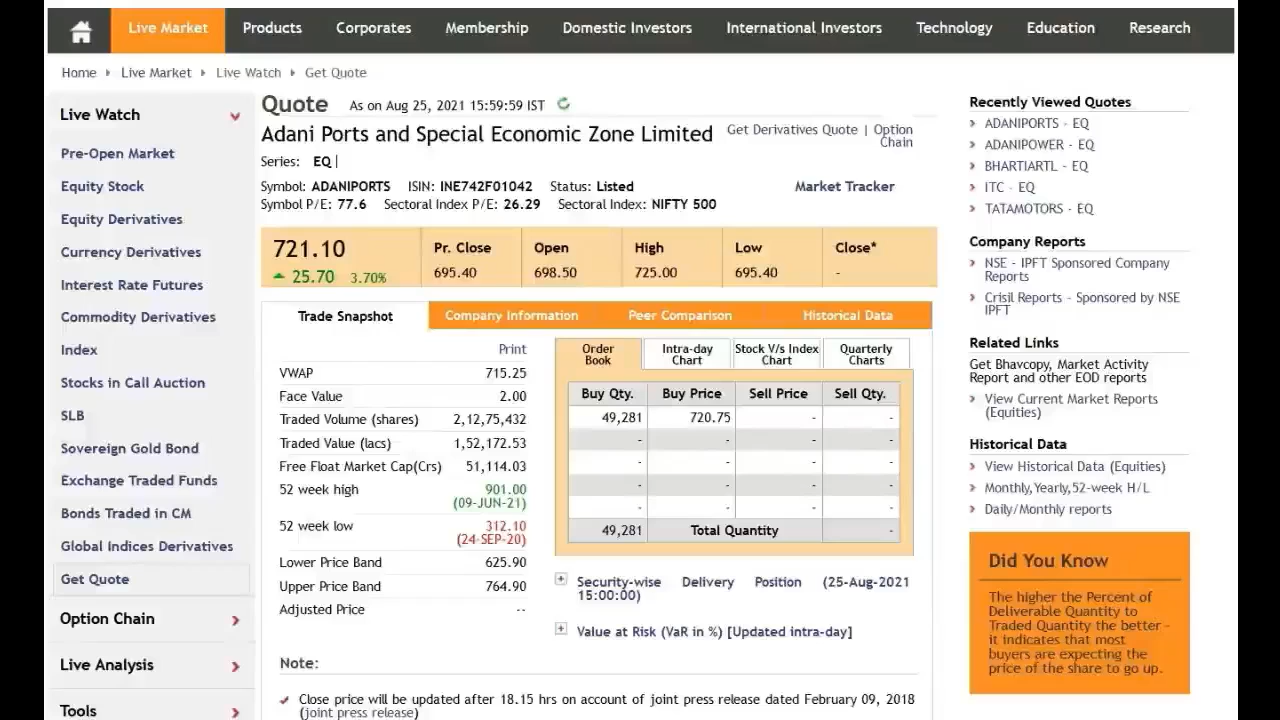 Live Market Products Corporates Membership Domestic Investors International Investors Technology Education Research
Home Live Market Live Watch Get Quote
Live Watch
Pre-Open Market
Equity Stock
Equity Derivatives
Currency Derivatives
Interest Rate Futures
Commodity Derivatives
Index
Stocks in Call Auction
SLB
Sovereign Gold Bond
Exchange Traded Funds
Bonds Traded in CM
Global Indices Derivatives
Get Quote
Option Chain
Live Analysis
Tools
Quote As on Aug 25, 2021 15:59:59 IST
Adani Ports and Special Economic Zone Limited
Get Derivatives Quote | Option
Chain
Series: EQ |
Symbol: ADANIPORTS ISIN: INE742F01042 Status: Listed Market Tracker
Symbol P/E: 77.6 Sectoral Index P/E: 26.29 Sectoral Index: NIFTY 500
721.10 Pr. Close Open High Low Close*
25.70 3.70% 695.40 698.50 725.00 695.40 -
Trade Snapshot Company Information Peer Comparison Historical Data
Print
VWAP 715.25
Face Value 2.00
Traded Volume (shares) 2,12,75,432
Traded Value (lacs) 1,52,172.53
Free Float Market Cap(Crs) 51,114.03
52 week high 901.00
(09-JUN-21)
52 week low 312.10
(24-SEP-20)
Lower Price Band 625.90
Upper Price Band 764.90
Adjusted Price --
Order Intra-day Stock V/s Index Quarterly
Book Chart Chart Charts
Buy Qty. Buy Price Sell Price Sell Qty.
49,281 720.75 - -
- - - -
- - - -
- - - -
- - - -
49,281 Total Quantity -
Security-wise Delivery Position (25-Aug-2021
15:00:00)
Value at Risk (VaR in %) [Updated intra-day]
Note:
Close price will be updated after 18.15 hrs on account of joint press release dated February 09, 2018
(joint press release)
Recently Viewed Quotes
ADANIPORTS - EQ
ADANIPOWER - EQ
BHARTIARTL - EQ
ITC - EQ
TATAMOTORS - EQ
Company Reports
NSE - IPFT Sponsored Company
Reports
Crisil Reports - Sponsored by NSE
IPFT
Related Links
Get Bhavcopy, Market Activity
Report and other EOD reports
View Current Market Reports
(Equities)
Historical Data
View Historical Data (Equities)
Monthly,Yearly,52-week H/L
Daily/Monthly reports
Did You Know
The higher the Percent of
Deliverable Quantity to
Traded Quantity the better -
it indicates that most
buyers are expecting the
price of the share to go up.